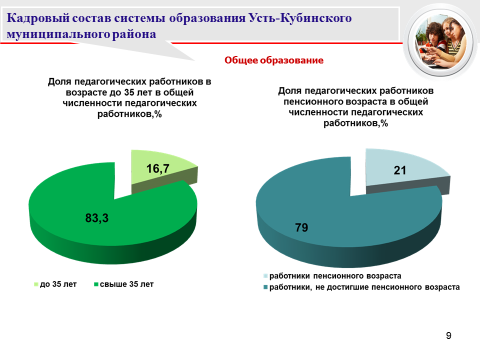 Кадровый состав системы образования Усть-Кубинского
муниципального района
Общее образование
Доля педагогических работников в
возрасте до 35 лет в общей
численности педагогических
работников,%
16,7
83,3
до 35 лет
свыше 35 лет
Доля педагогических работников
пенсионного возраста в общей
численности педагогических
работников,%
21
79
работники пенсионного возраста
работники, не достигшие пенсионного возраста
9